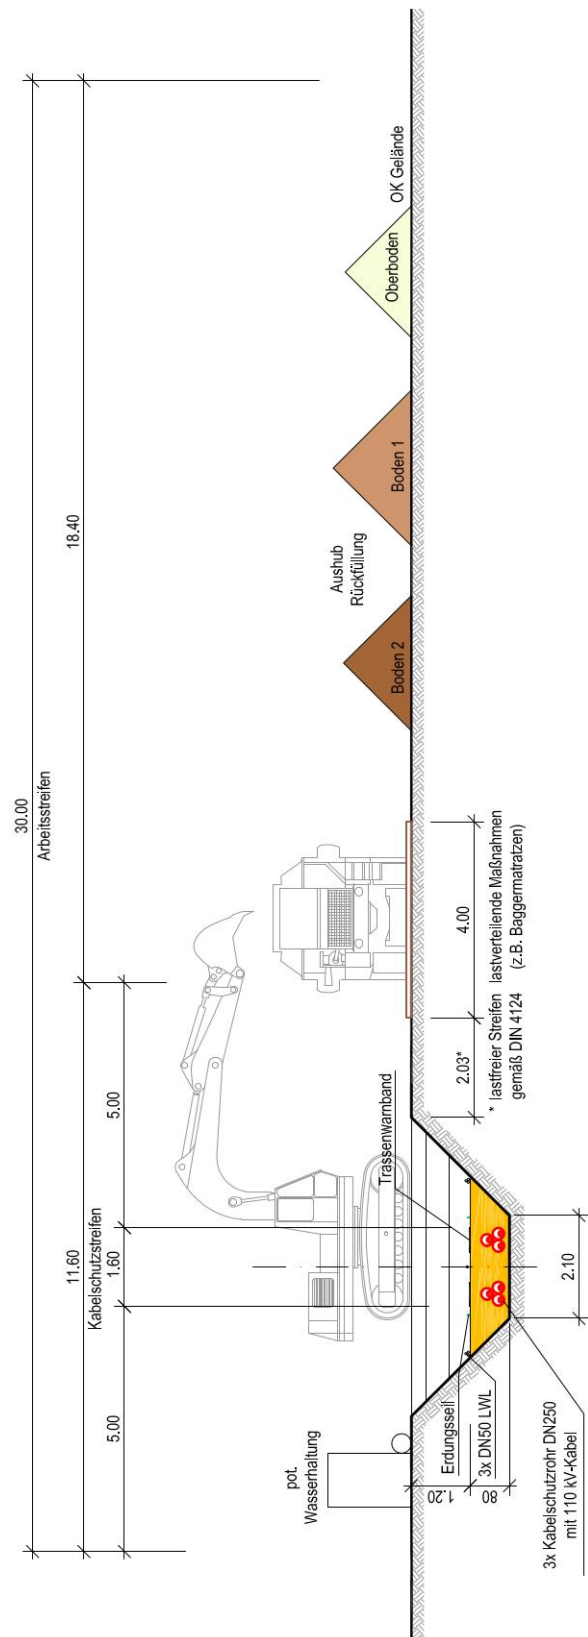 30.00
Arbeitsstreifen
11.60
Kabelschutzstreifen
18.40
5.00
1.60
5.00
pot.
Wasserhaltung
Trassenwarnband
Aushub
Rückfüllung
Boden 2
Boden 1
Oberboden
OK Gelände
Erdungsseil
3x DN50 LWL
1.20
80
2.10
2.03*
4.00
* lastfreier Streifen
gemäß DIN 4124
lastverteilende Maßnahmen
(z.B. Baggermatratzen)
3x Kabelschutzrohr DN250
mit 110 kV-Kabel